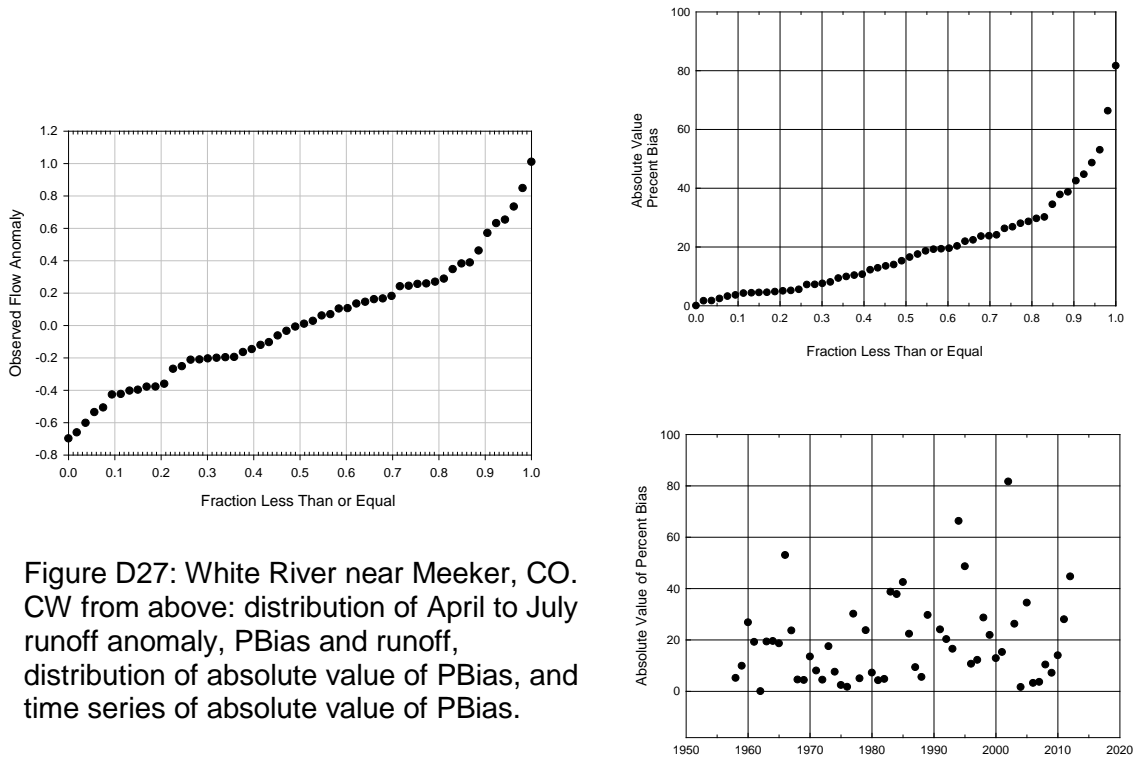 1.2
1.0
0.8
0.6
0.4
0.2
0.0
-0.2
-0.4
-0.6
-0.8
Observed Flow Anomaly
0.0 0.1 0.2 0.3 0.4 0.5 0.6 0.7 0.8 0.9 1.0
Fraction Less Than or Equal
100
80
60
40
20
0
Absolute Value
Precent Bias
0.0 0.1 0.2 0.3 0.4 0.5 0.6 0.7 0.8 0.9 1.0
Fraction Less Than or Equal
Figure D27: White River near Meeker, CO.
CW from above: distribution of April to July
runoff anomaly, PBias and runoff,
distribution of absolute value of PBias, and
time series of absolute value of PBias.
100
80
60
40
20
0
Absolute Value of Percent Bias
1950 1960 1970 1980 1990 2000 2010 2020